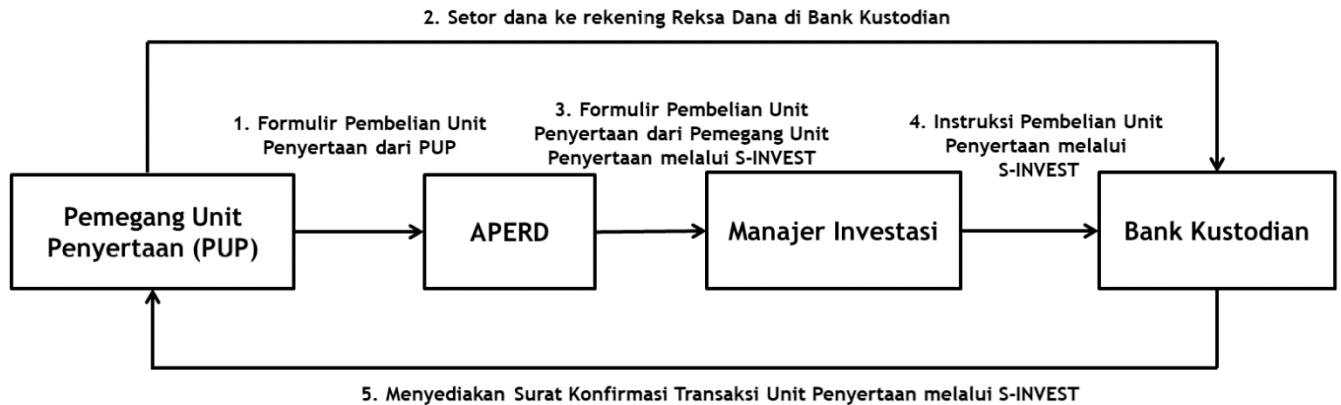 2. Setor dana ke rekening Reksa Dana di Bank Kustodian
1. Formulir Pembelian Unit
Penyertaan dari PUP
3. Formulir Pembelian Unit
Penyertaan dari Pemegang Unit
Penyertaan melalui S-INVEST
4. Instruksi Pembelian Unit
Penyertaan melalui
S-INVEST
Pemegang Unit
Penyertaan (PUP)
APERD
Manajer Investasi
Bank Kustodian
5. Menyediakan Surat Konfirmasi Transaksi Unit Penyertaan melalui S-INVEST